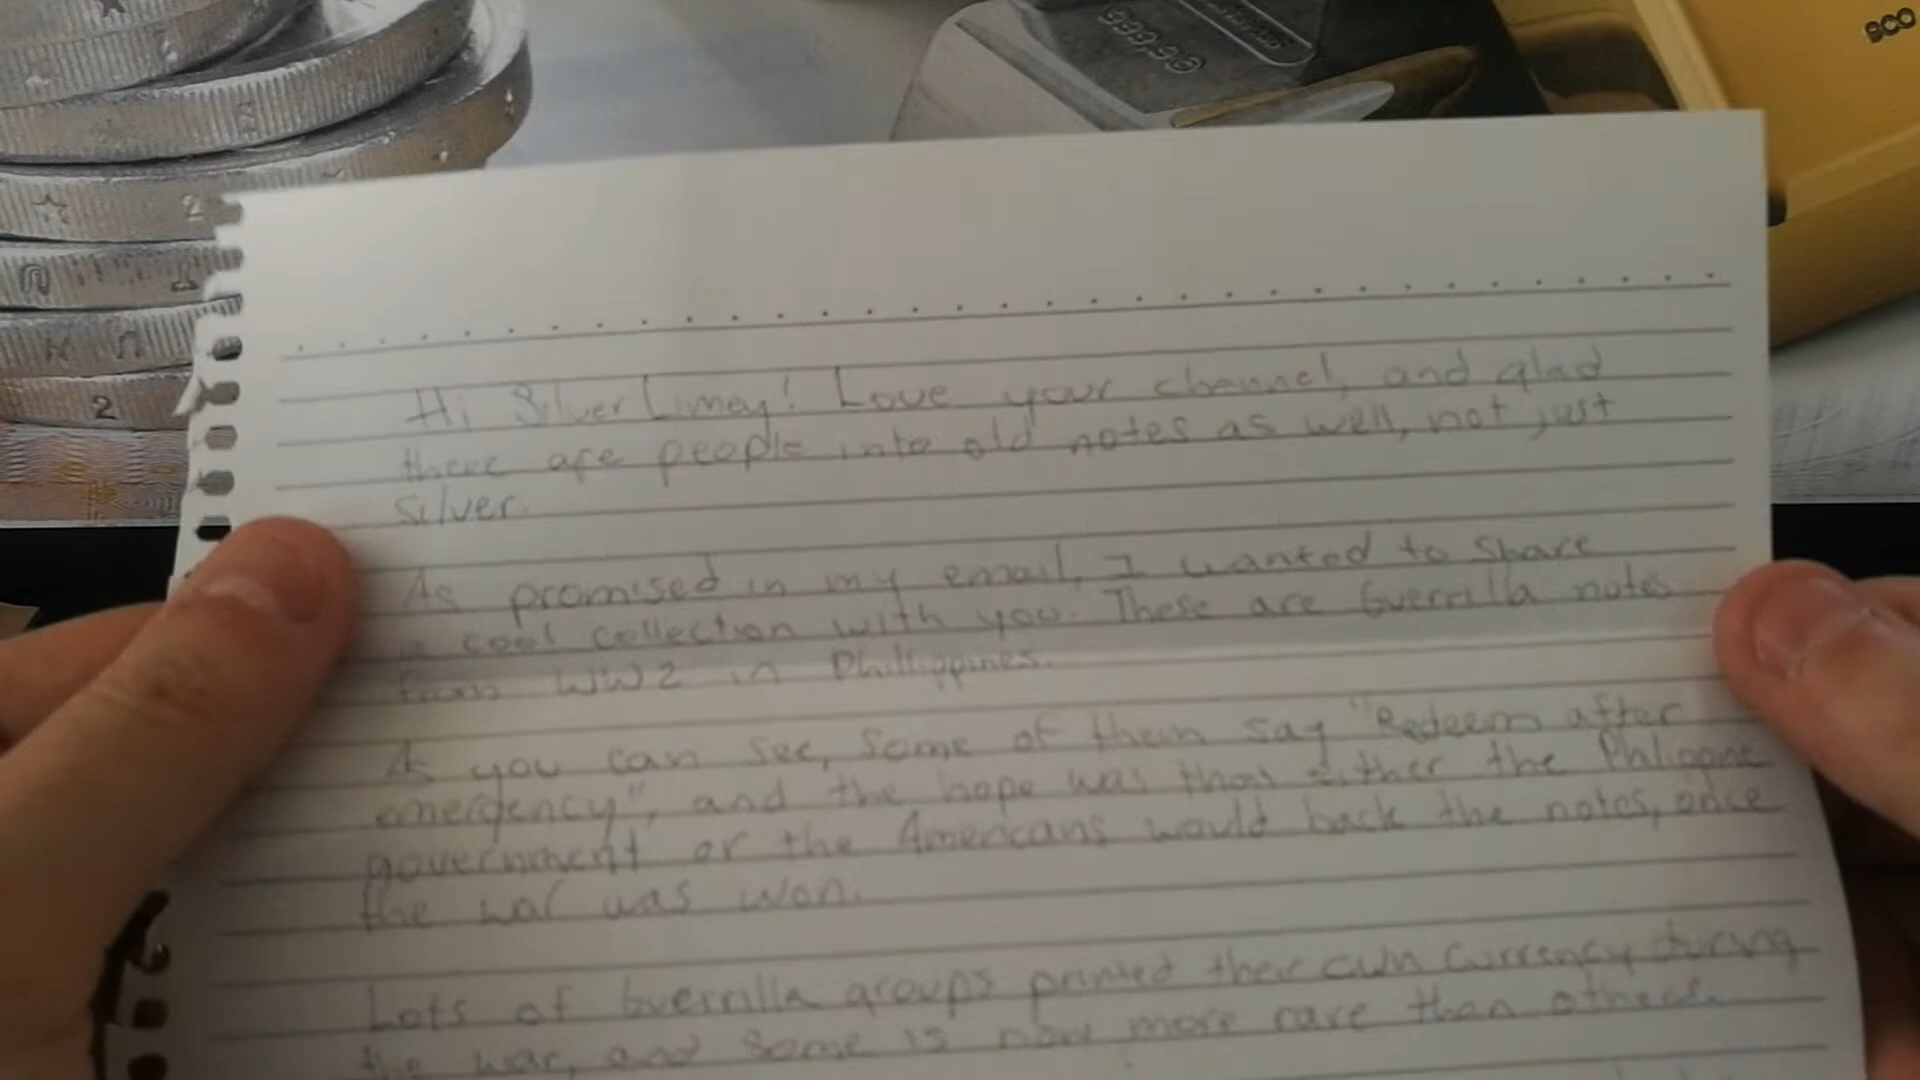 Hi Silver Limey! Love your channel, and glad
there are people into old notes as well, not just
silver.
As promised in my email, I wanted to share
a cool collection with you. These are Guerrilla notes
from WW2 in Philippines.
As you can see, some of them say "Redeem after
emergency", and the hope was that either the Phlippine
government or the Americans would back the notes, once
the war was won.
Lots of Guerrilla groups printed their own currency during
the war, and some is now more rare than others.